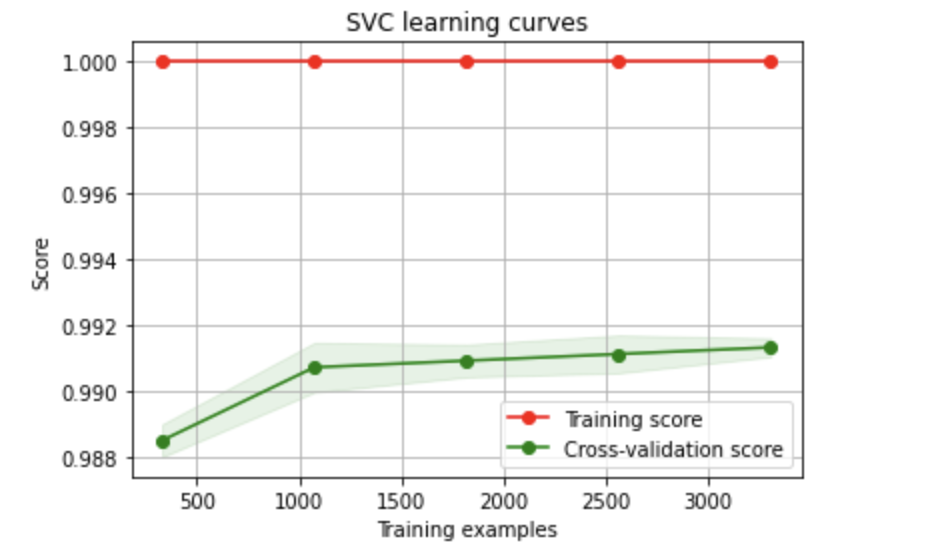 SVC learning curves
1.000
0.998
0.996
0.994
0.992
0.990
0.988
Score
Training score
Cross-validation score
500 1000 1500 2000 2500 3000
Training examples